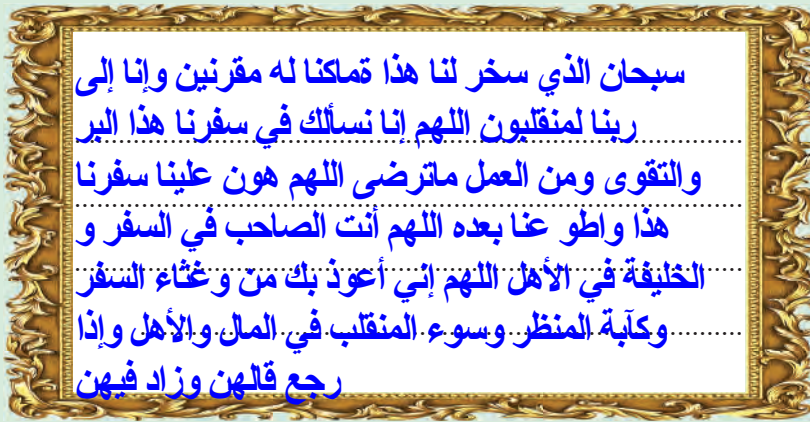 سبحان الذي سخر لنا هذا ةماكنا له مقرنين وإنا إلى
ربنا لمنقلبون اللهم إنا نسألك في سفرنا هذا البر
والتقوى ومن العمل ماترضى اللهم هون علينا سفرنا
هذا واطو عنا بعده اللهم أنت الصاحب في السفر و
الخليفة في الأهل اللهم إني أعوذ بك من وغثاء السفر
وكآبة المنظر وسوء المنقلب في المال والأهل وإذا
رجع قالهن وزاد فيهن